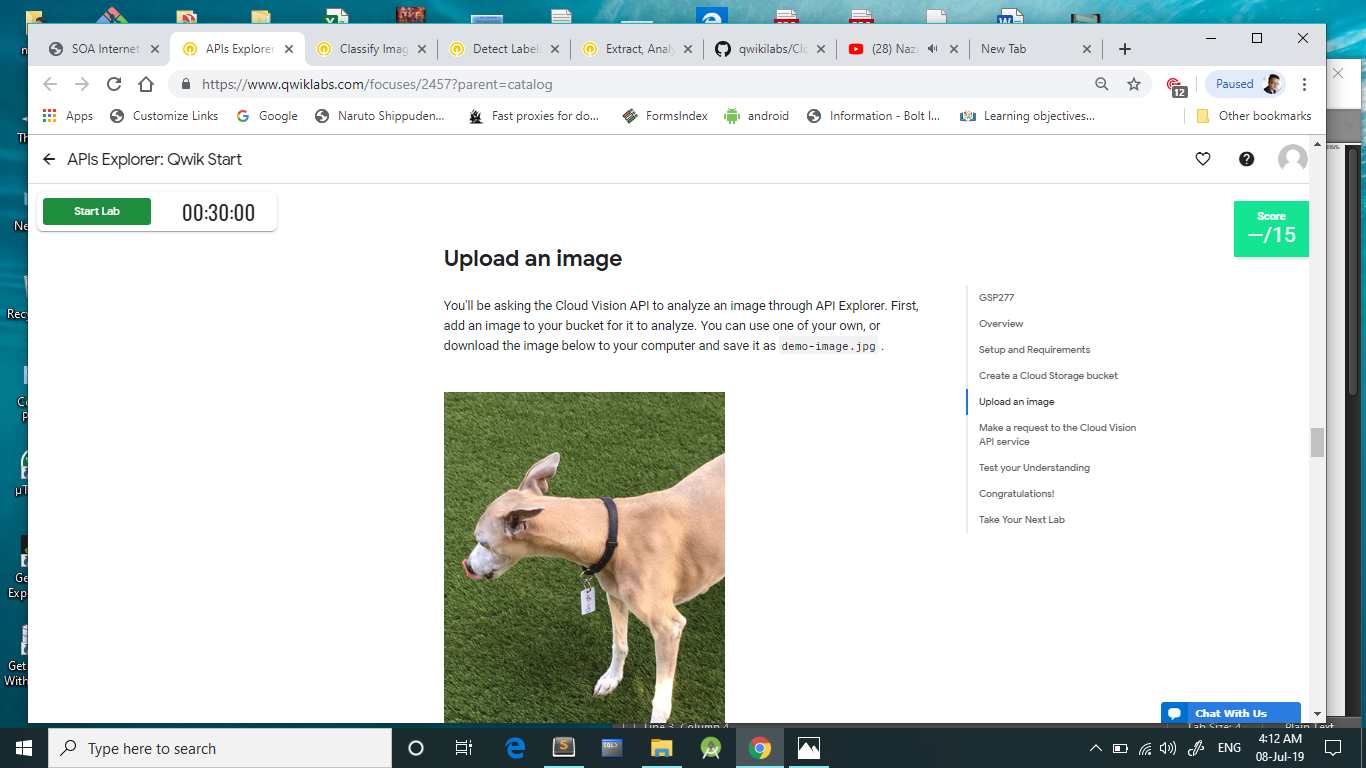 SOA Internet
APIs Explorer
Classify Imag
Detect Label
Extract, Analy
qwikilabs/Clo
(28) Naz
New Tab
https://www.qwiklabs.com/focuses/2457?parent=catalog
12
Paused
Apps
Customize Links
Google
Naruto Shippuden...
Fast proxies for do...
FormsIndex
android
Information - Bolt I...
Learning objectives...
Other bookmarks
APIs Explorer: Qwik Start
Start Lab
00:30:00
Score
—/15
Upload an image
You'll be asking the Cloud Vision API to analyze an image through API Explorer. First,
add an image to your bucket for it to analyze. You can use one of your own, or
download the image below to your computer and save it as demo-image.jpg .
GSP277
Overview
Setup and Requirements
Create a Cloud Storage bucket
Upload an image
Make a request to the Cloud Vision
API service
Test your Understanding
Congratulations!
Take Your Next Lab
Chat With Us
Type here to search
ENG
4:12 AM
08-Jul-19